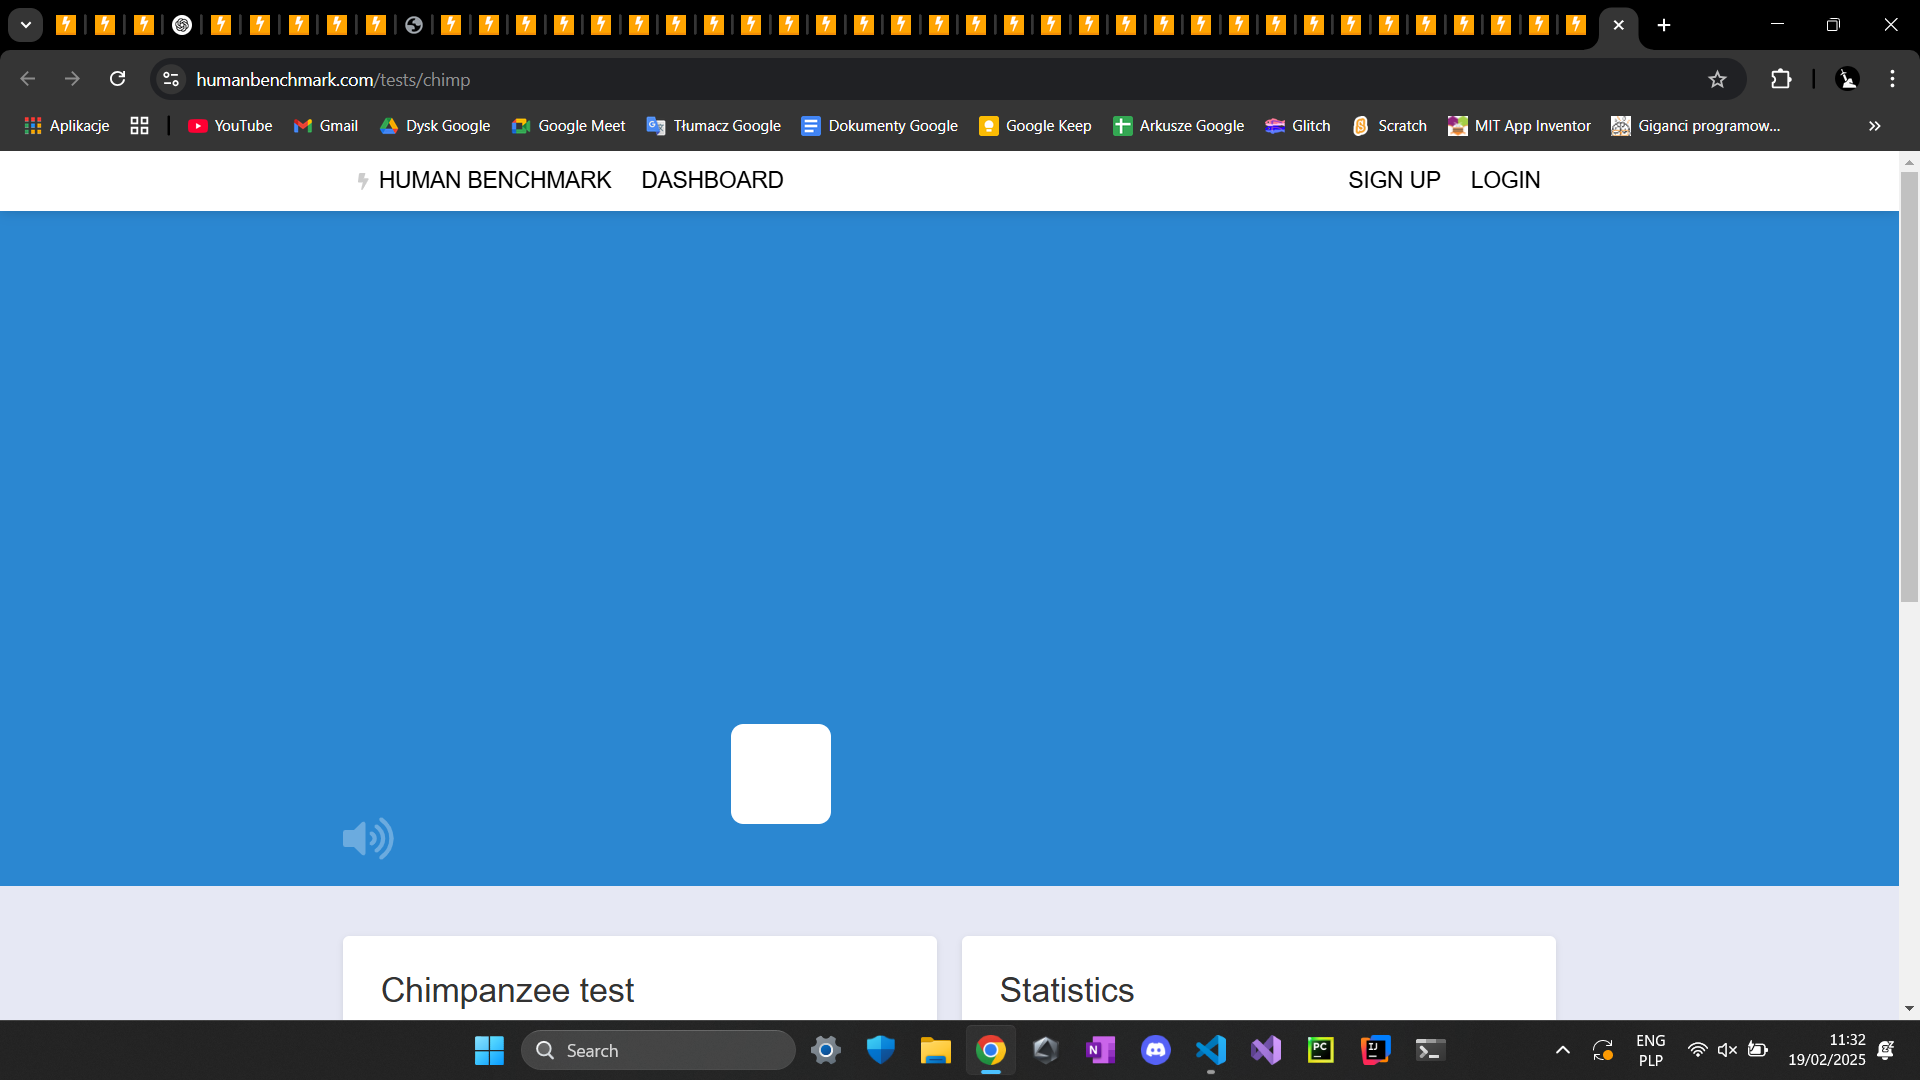 humanbenchmark.com/tests/chimp
Aplikacje YouTube Gmail Dysk Google Google Meet Tłumacz Google Dokumenty Google Google Keep Arkusze Google Glitch Scratch MIT App Inventor Giganci programow...
HUMAN BENCHMARK DASHBOARD SIGN UP LOGIN
Chimpanzee test
Statistics
Search
ENG
PLP
11:32
19/02/2025